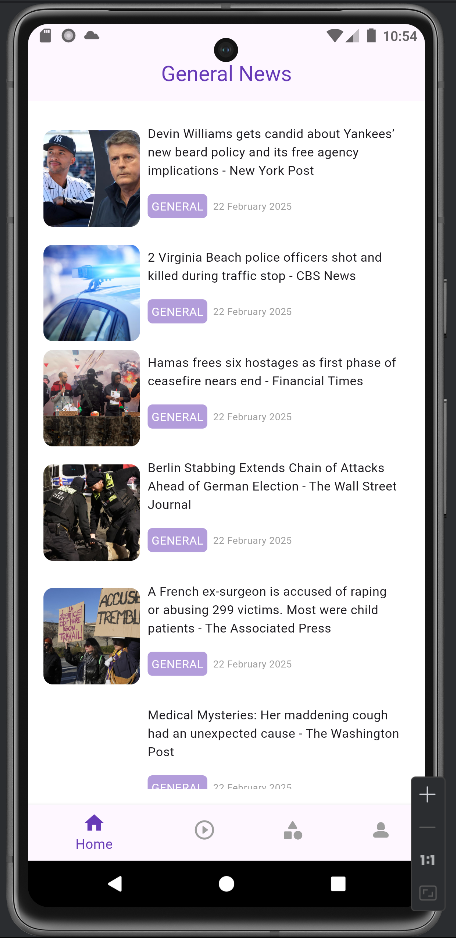 10:54
General News
Devin Williams gets candid about Yankees'
new beard policy and its free agency
implications - New York Post
GENERAL 22 February 2025
2 Virginia Beach police officers shot and
killed during traffic stop - CBS News
GENERAL 22 February 2025
Hamas frees six hostages as first phase of
ceasefire nears end - Financial Times
GENERAL 22 February 2025
Berlin Stabbing Extends Chain of Attacks
Ahead of German Election - The Wall Street
Journal
GENERAL 22 February 2025
ACCUSE
TREMBL
TRAVAIL
A French ex-surgeon is accused of raping
or abusing 299 victims. Most were child
patients - The Associated Press
GENERAL 22 February 2025
Medical Mysteries: Her maddening cough
had an unexpected cause - The Washington
Post
GENERAL 22 February 2025
Home
1:1